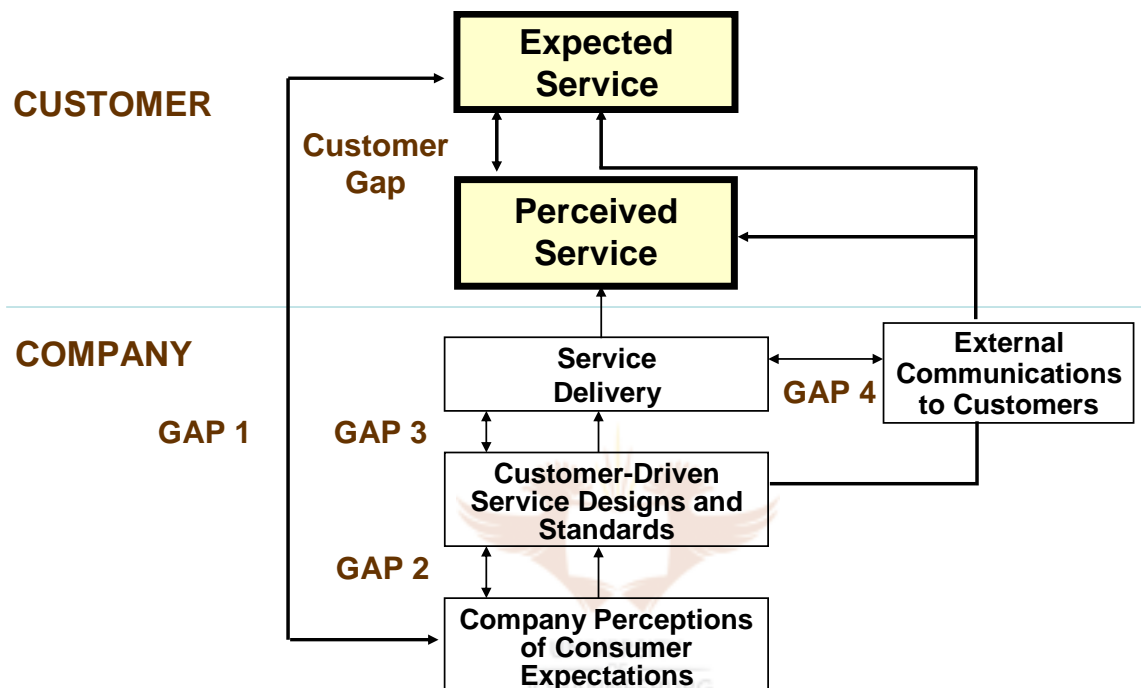 Expected
Service
CUSTOMER
Customer
Gap
Perceived
Service
COMPANY
Service
Delivery
External
Communications
to Customers
GAP 4
GAP 1
GAP 3
Customer-Driven
Service Designs and
Standards
GAP 2
Company Perceptions
of Consumer
Expectations